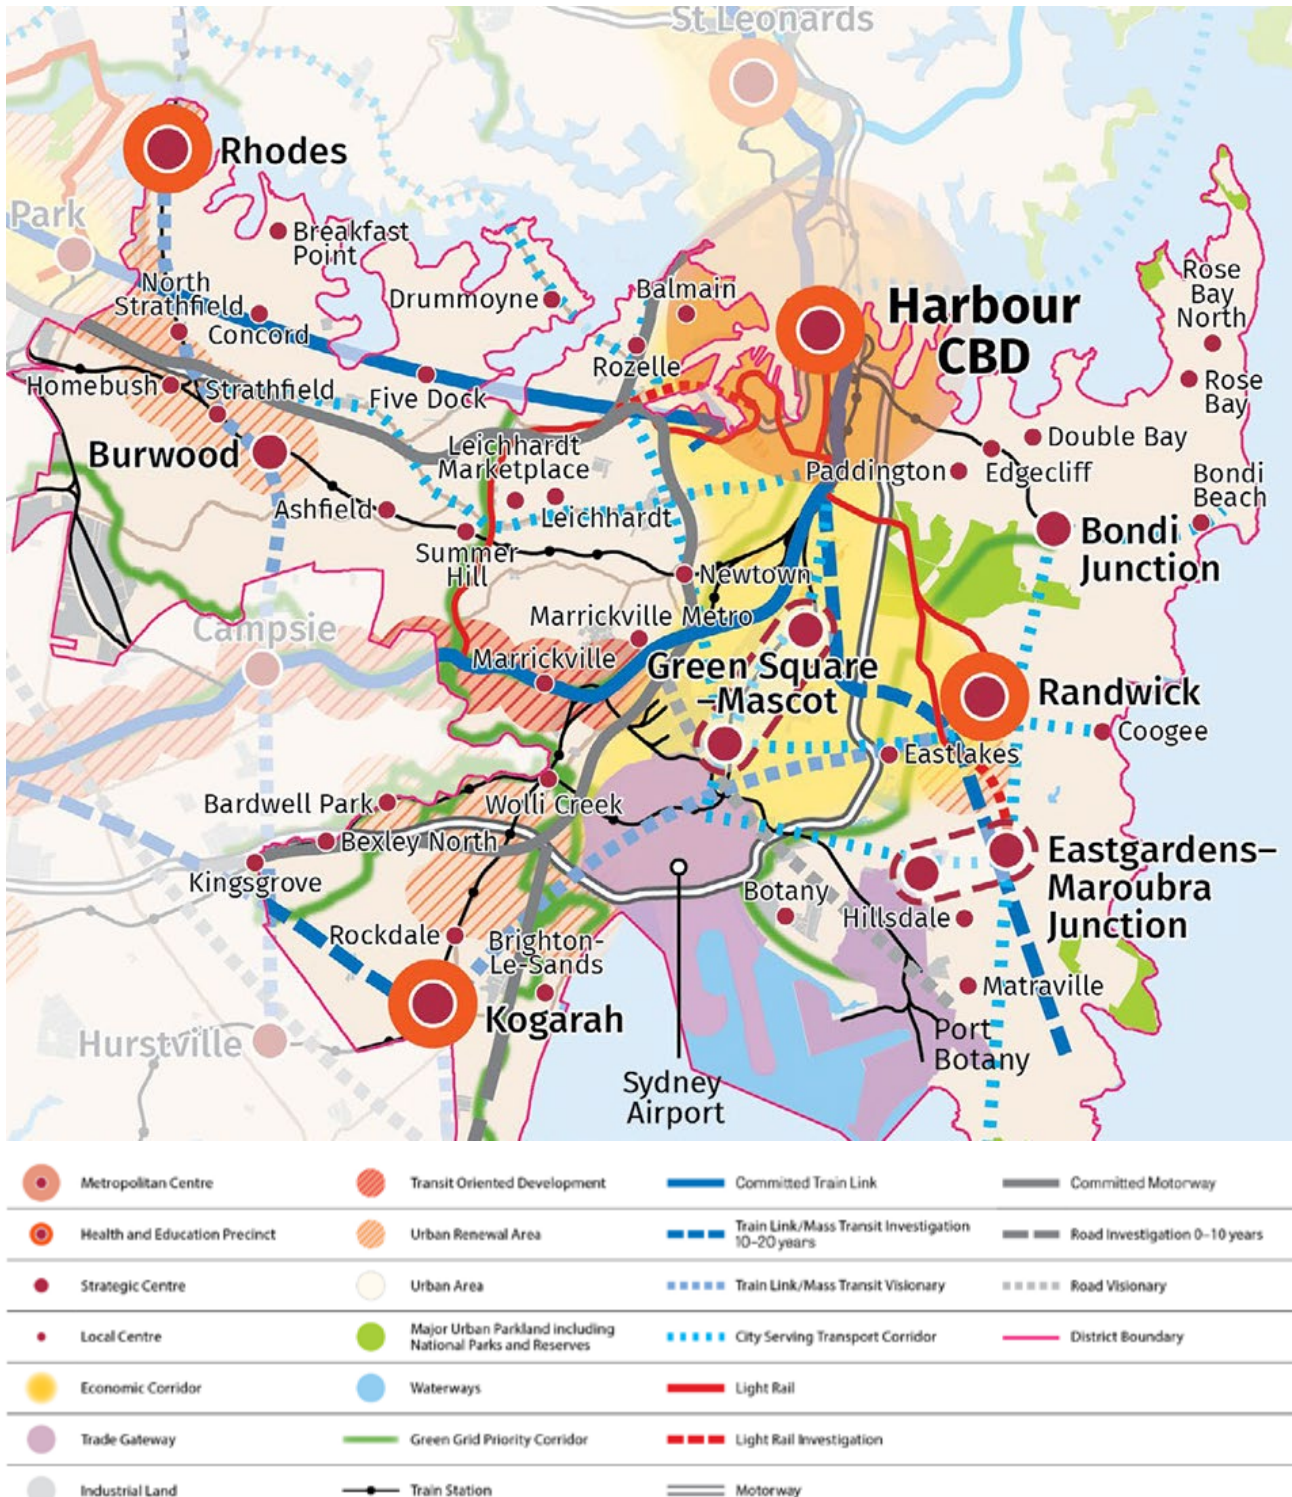 St Leonards
Rhodes
Park
Breakfast
Point
North
Strathfield
Concord
Drummoyne
Balmain
Rozelle
Harbour
CBD
Rose
Bay
North
Rose
Bay
Homebush
Strathfield
Five Dock
Burwood
Leichhardt
Marketplace
Leichhardt
Ashfield
Summer
Hill
Paddington
Edgecliff
Double Bay
Bondi
Beach
Bondi
Junction
Newtown
Campsie
Marrickville Metro
Marrickville
Green Square
–Mascot
Randwick
Coogee
Eastlakes
Bardwell Park
Wolli Creek
Bexley North
Kingsgrove
Rockdale
Brighton-
Le-Sands
Kogarah
Hurstville
Botany
Hillsdale
Eastgardens–
Maroubra
Junction
Matraville
Port
Botany
Sydney
Airport
Metropolitan Centre
Health and Education Precinct
Strategic Centre
Local Centre
Economic Corridor
Trade Gateway
Industrial Land
Transit Oriented Development
Urban Renewal Area
Urban Area
Major Urban Parkland including
National Parks and Reserves
Waterways
Green Grid Priority Corridor
Train Station
Committed Train Link
Train Link/Mass Transit Investigation
10–20 years
Train Link/Mass Transit Visionary
City Serving Transport Corridor
Light Rail
Light Rail Investigation
Motorway
Committed Motorway
Road Investigation 0–10 years
Road Visionary
District Boundary